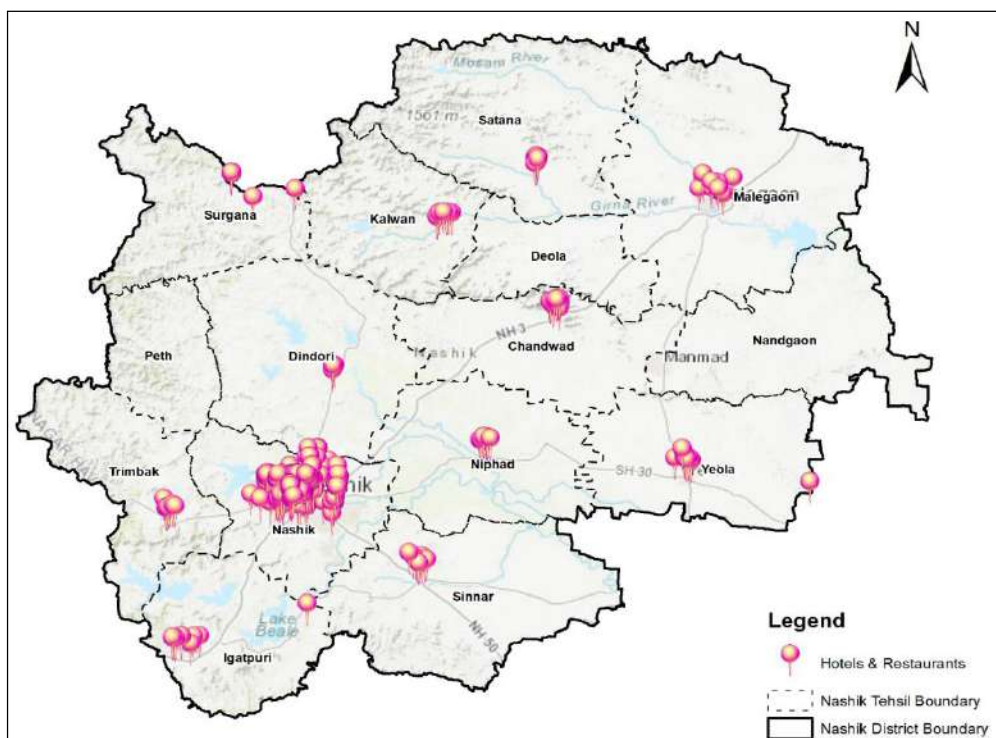 N
Mosam River
1561 m
Satana
Surgana
Kalwan
Girna River
Malegaon
Deola
NH 3
Nashik
Chandwad
Manmad
Nandgaon
Peth
Dindori
Trimbak
Niphad
SH 30
Yeola
Nashik
Sinnar
Lake
Beale
NH 50
Igatpuri
Legend
Hotels & Restaurants
Nashik Tehsil Boundary
Nashik District Boundary